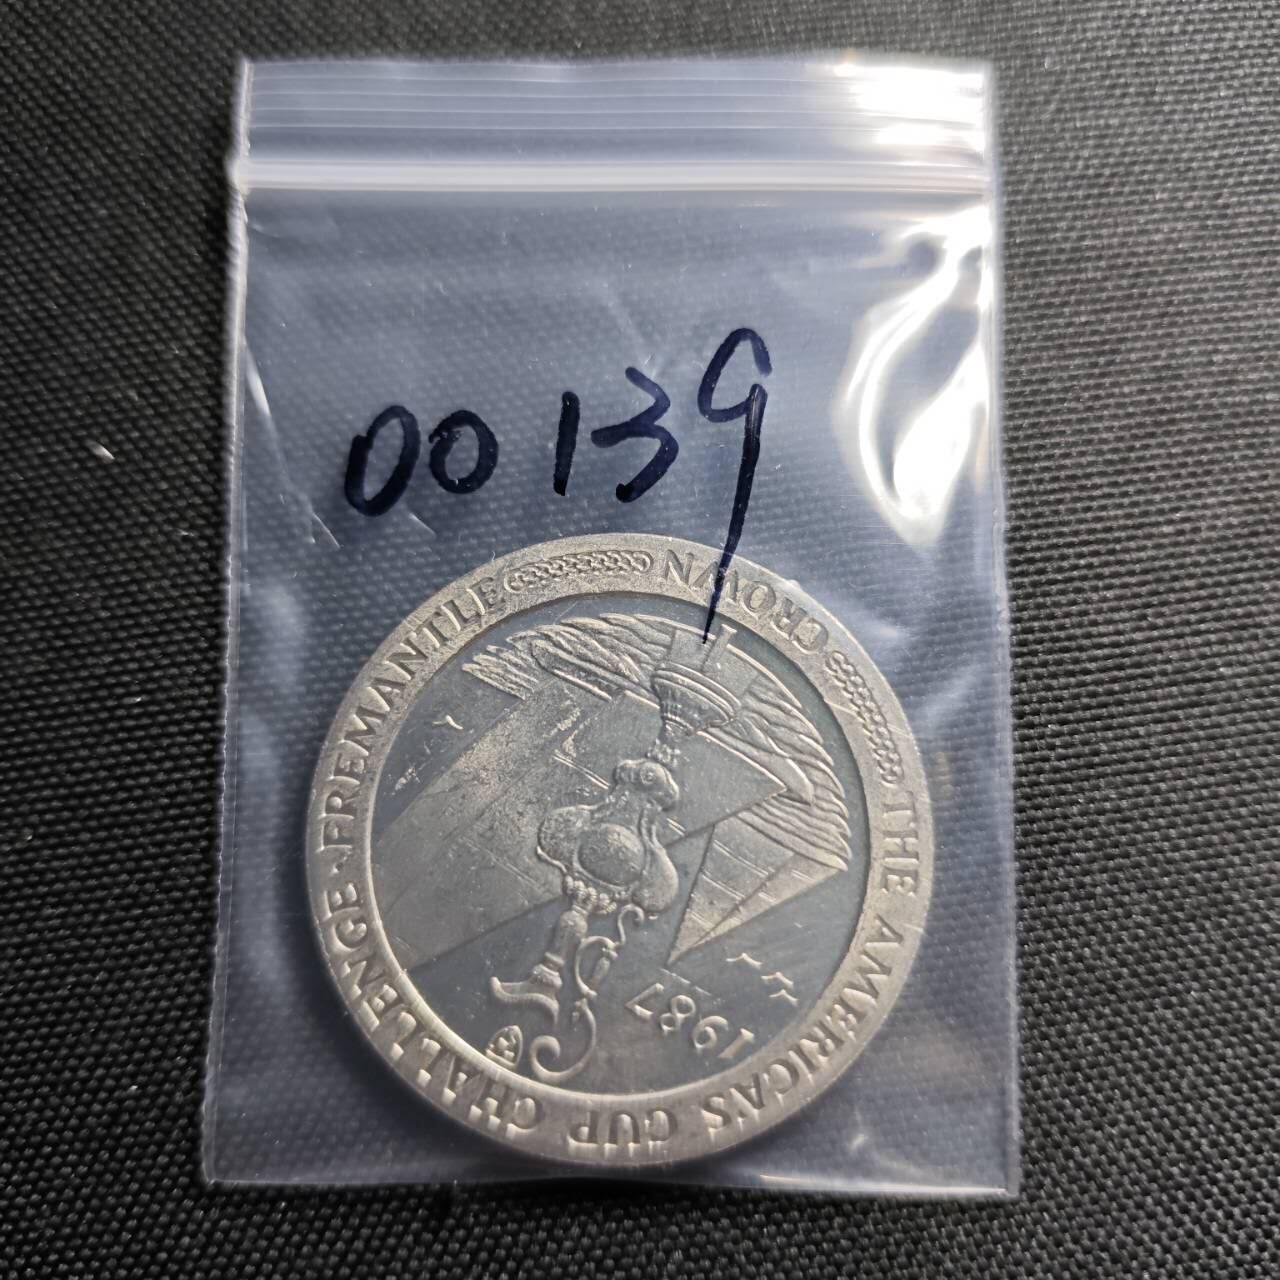 00139
THE AMERICAS CUP CHALLENGE · FREMANTLE
CROWN
1987